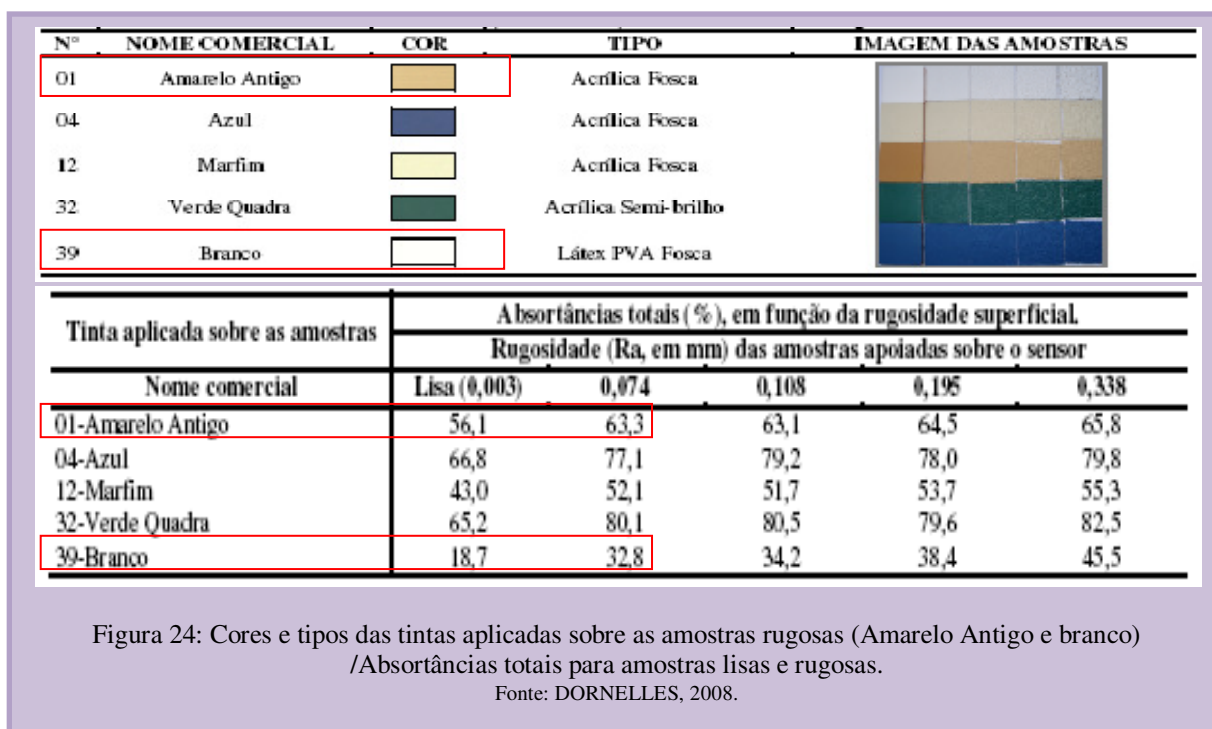 Nº NOME COMERCIAL COR TIPO IMAGEM DAS AMOSTRAS
01 Amarelo Antigo Acrílica Fosca
04 Azul Acrílica Fosca
12 Marfim Acrílica Fosca
32 Verde Quadra Acrílica Semi-brilho
39 Branco Látex PVA Fosca
Tinta aplicada sobre as amostras Absortâncias totais (%), em função da rugosidade superficial.
Rugosidade (Ra, em mm) das amostras apoiadas sobre o sensor
Nome comercial Lisa (0,003) 0,074 0,108 0,195 0,338
01-Amarelo Antigo 56,1 63,3 63,1 64,5 65,8
04-Azul 66,8 77,1 79,2 78,0 79,8
12-Marfim 43,0 52,1 51,7 53,7 55,3
32-Verde Quadra 65,2 80,1 80,5 79,6 82,5
39-Branco 18,7 32,8 34,2 38,4 45,5
Figura 24: Cores e tipos das tintas aplicadas sobre as amostras rugosas (Amarelo Antigo e branco)
/Absortâncias totais para amostras lisas e rugosas.
Fonte: DORNELLES, 2008.